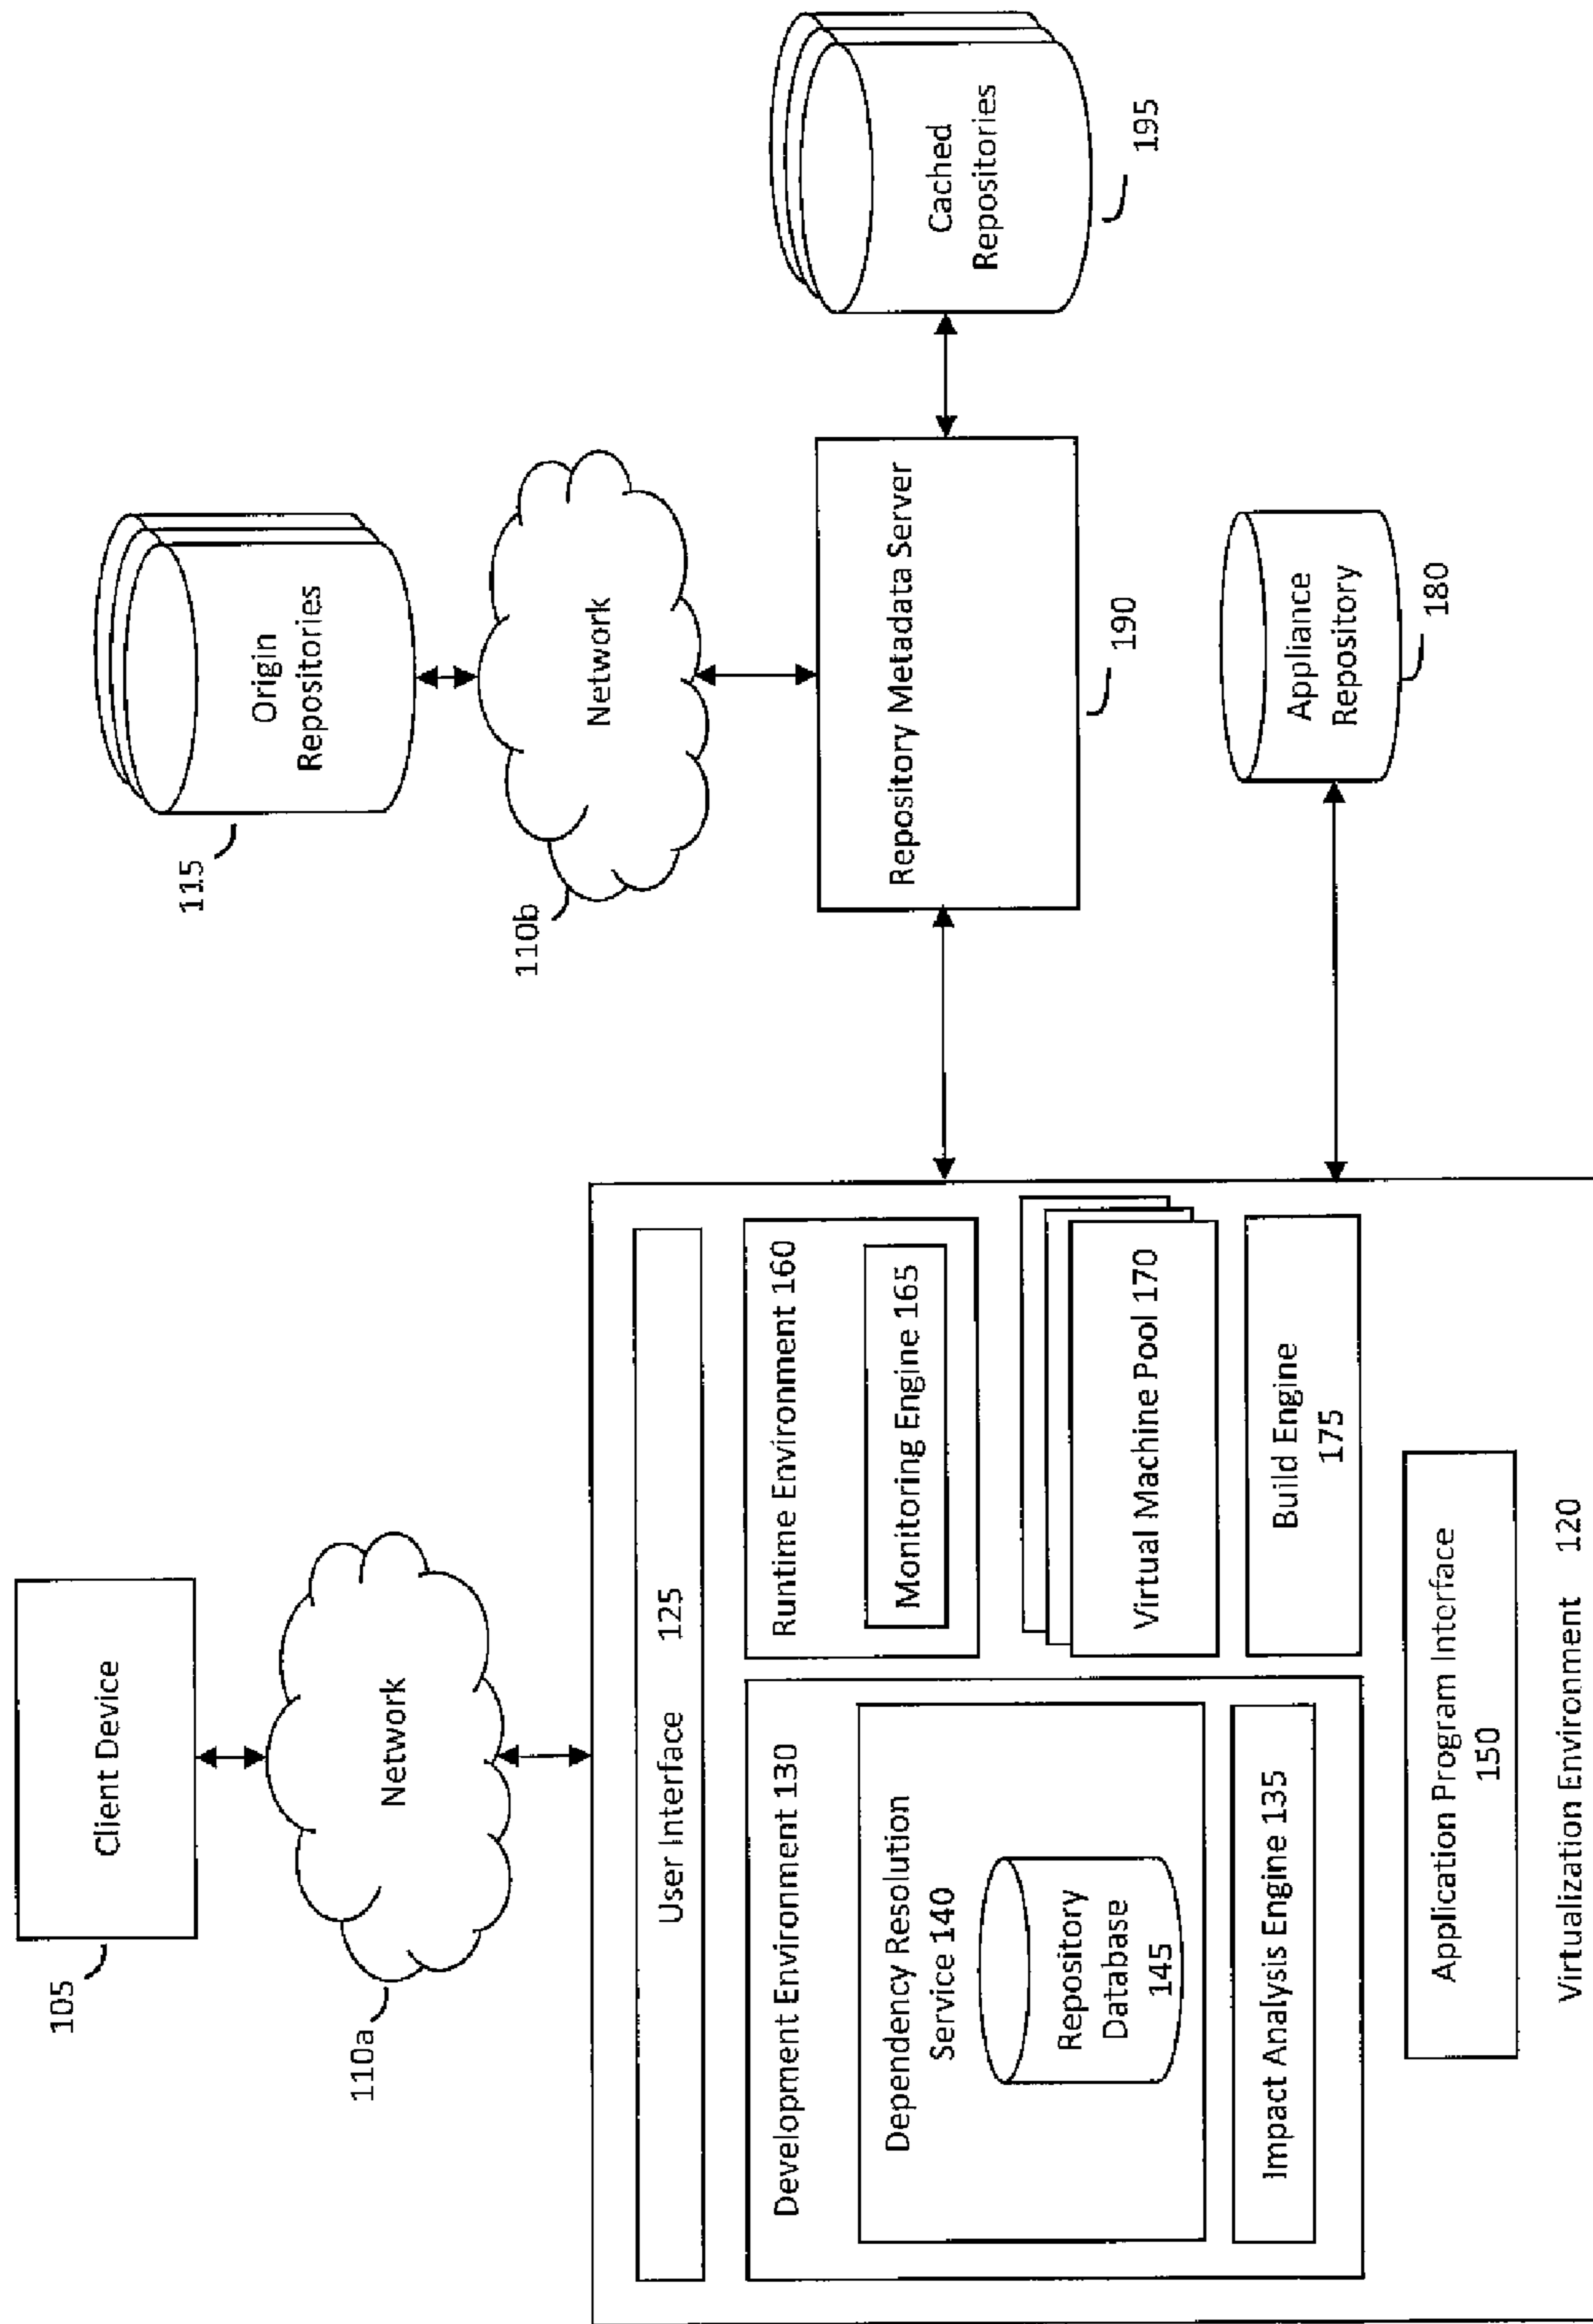 Client Device
105
Network
110a
Origin
Repositories
115
Network
110b
Repository Metadata Server
190
Cached
Repositories
195
Appliance
Repository
180
User Interface 125
Development Environment 130
Dependency Resolution
Service 140
Repository
Database
145
Impact Analysis Engine 135
Runtime Environment 160
Monitoring Engine 165
Virtual Machine Pool 170
Build Engine
175
Application Program Interface
150
Virtualization Environment 120